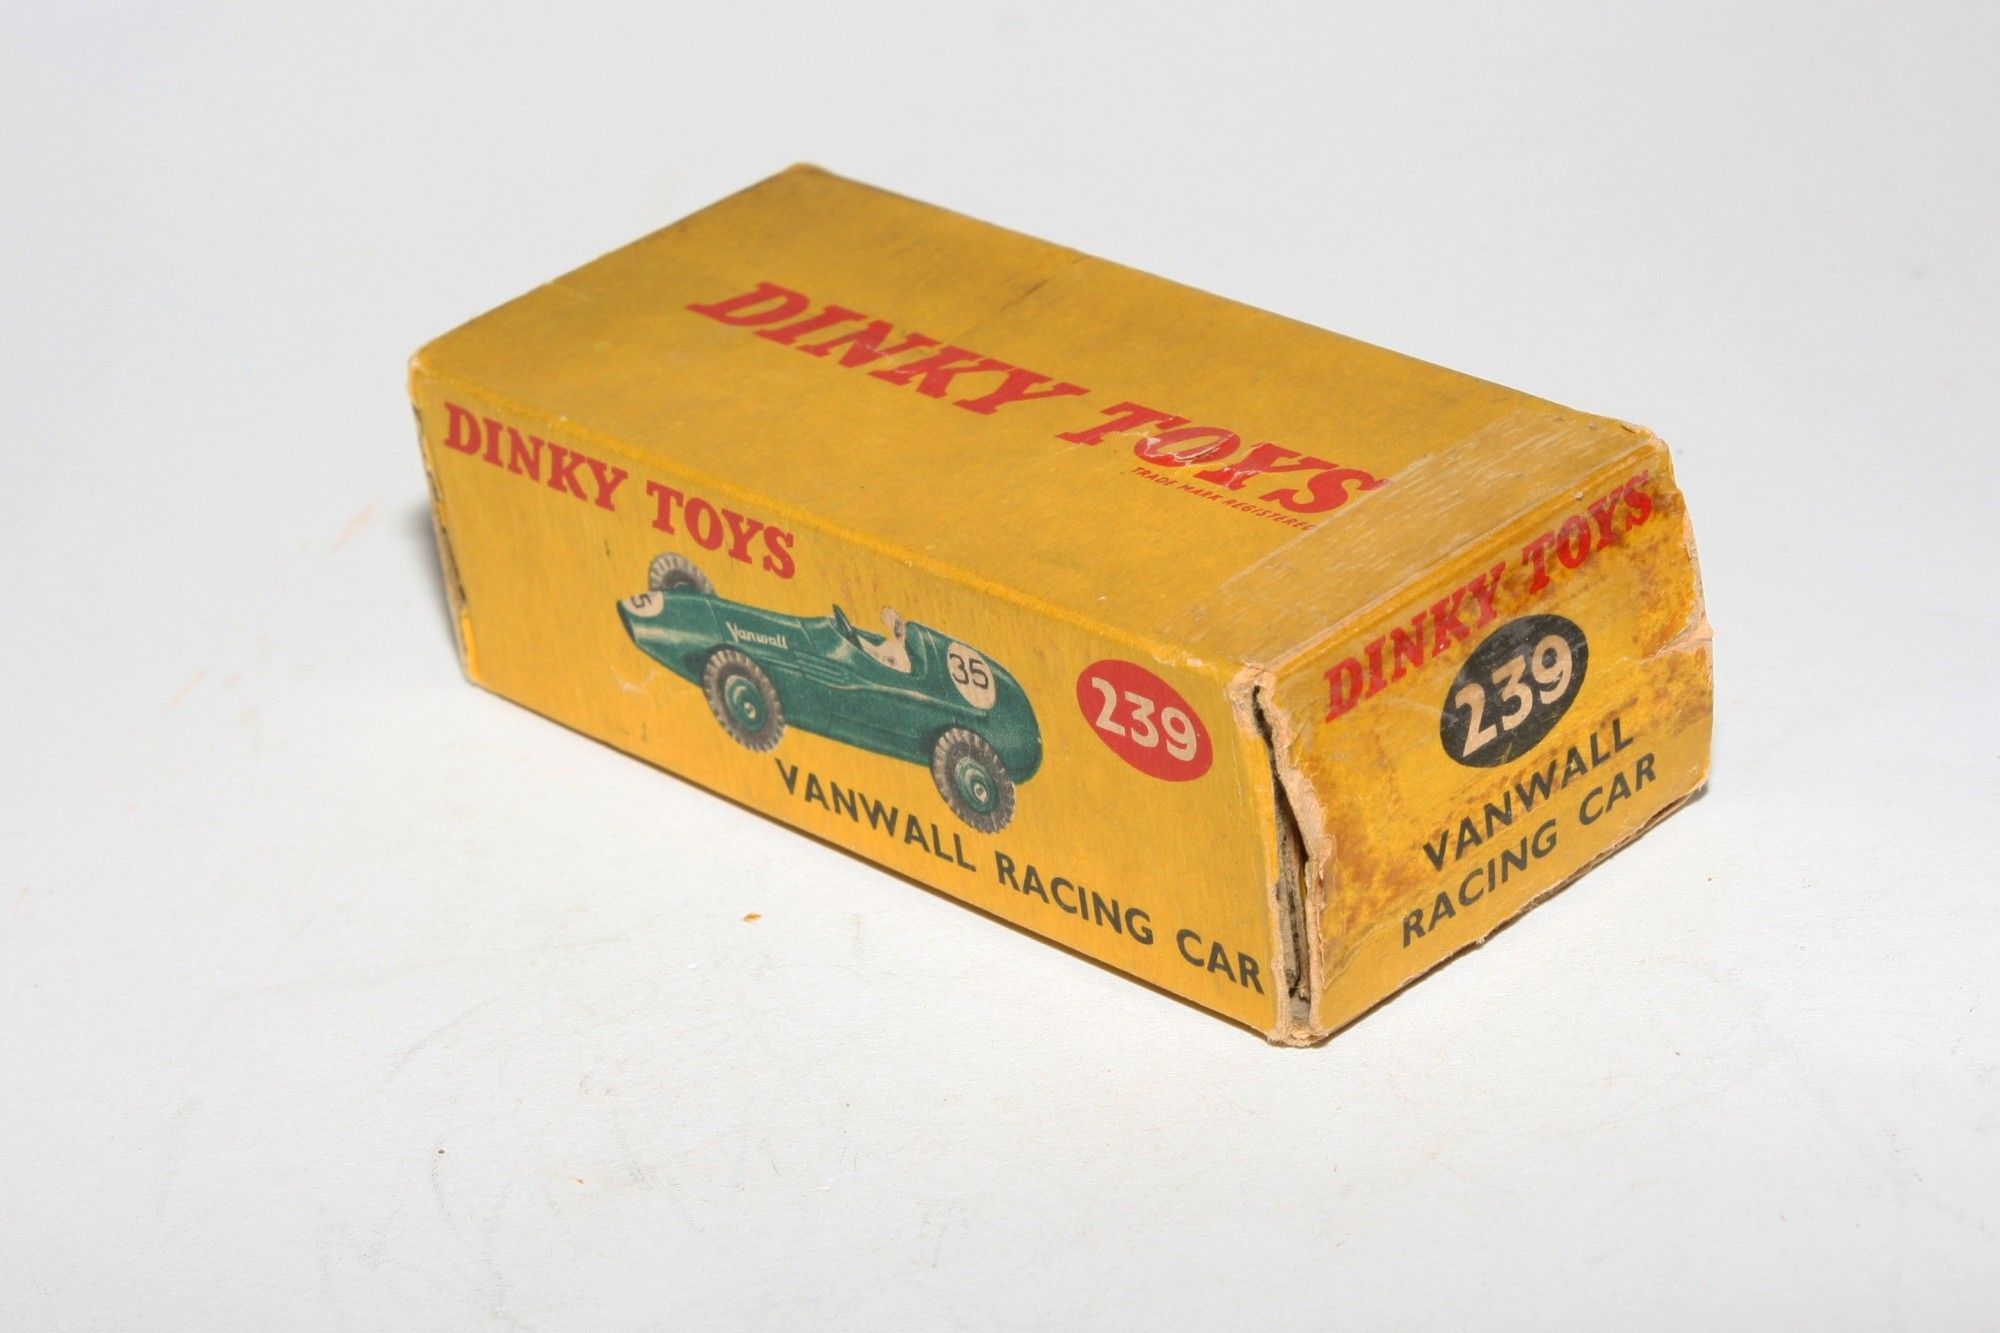 DINKY TOYS
TRADE MARK REGISTERED
DINKY TOYS
5
Vanwall
35
239
VANWALL RACING CAR
DINKY TOYS
239
VANWALL
RACING CAR